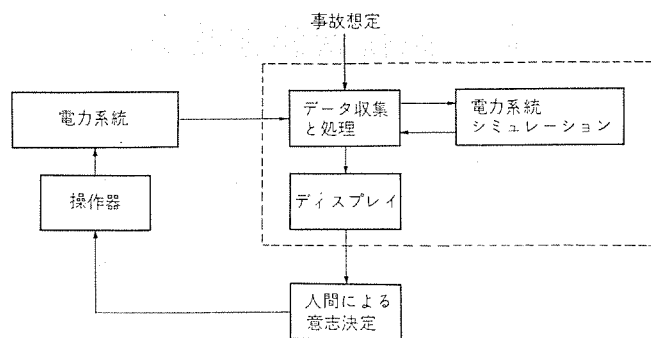 事故想定
電力系統
データ収集
と処理
電力系統
シミュレーション
操作器
ディスプレイ
人間による
意志決定